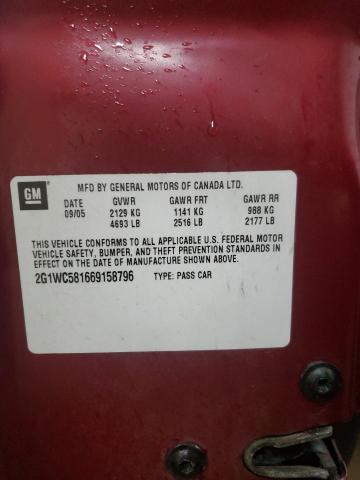 GM
MFD BY GENERAL MOTORS OF CANADA LTD.
DATE GVWR GAWR FRT GAWR RR
09/05 2129 KG 1141 KG 988 KG
4693 LB 2516 LB 2177 LB
THIS VEHICLE CONFORMS TO ALL APPLICABLE U.S. FEDERAL MOTOR
VEHICLE SAFETY, BUMPER, AND THEFT PREVENTION STANDARDS IN
EFFECT ON THE DATE OF MANUFACTURE SHOWN ABOVE.
2G1WC581669158796 TYPE: PASS CAR